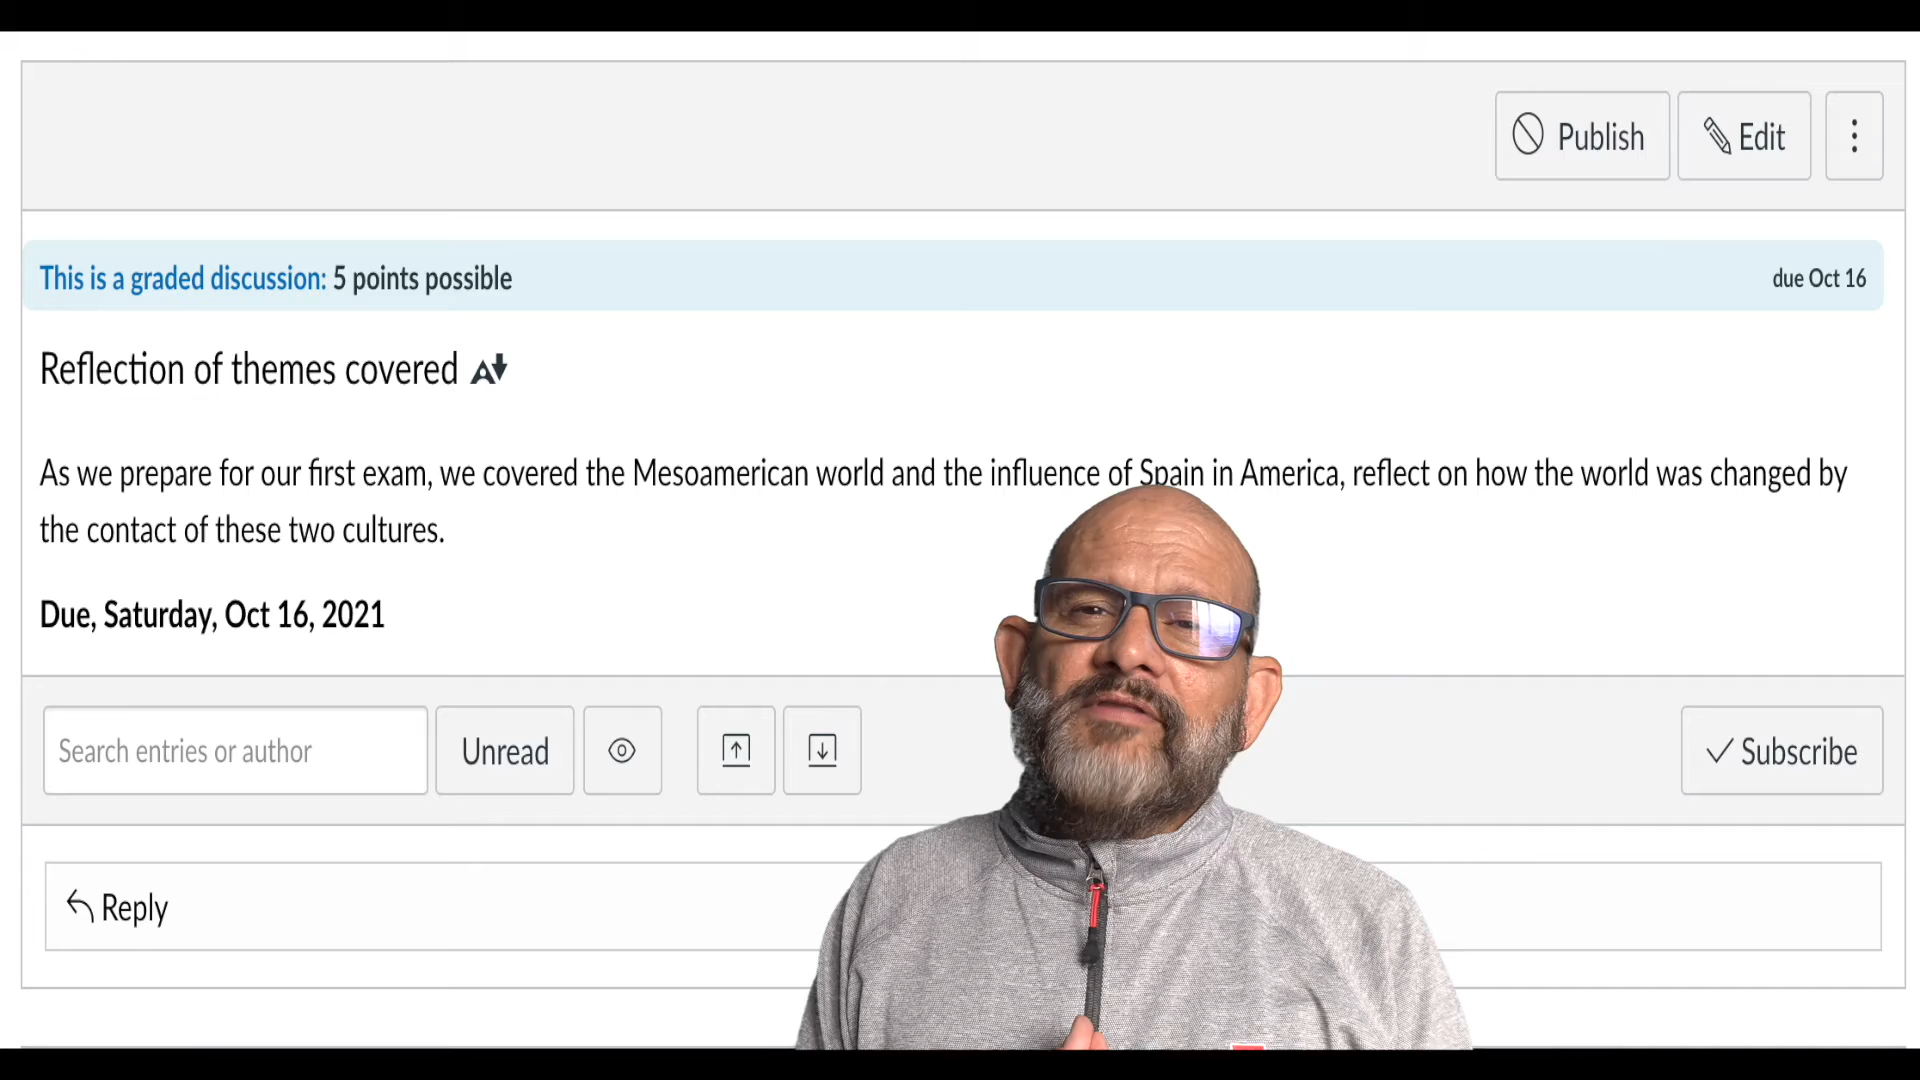 Publish Edit
This is a graded discussion: 5 points possible due Oct 16
Reflection of themes covered
As we prepare for our first exam, we covered the Mesoamerican world and the influence of Spain in America, reflect on how the world was changed by
the contact of these two cultures.
Due, Saturday, Oct 16, 2021
Search entries or author Unread Subscribe
Reply